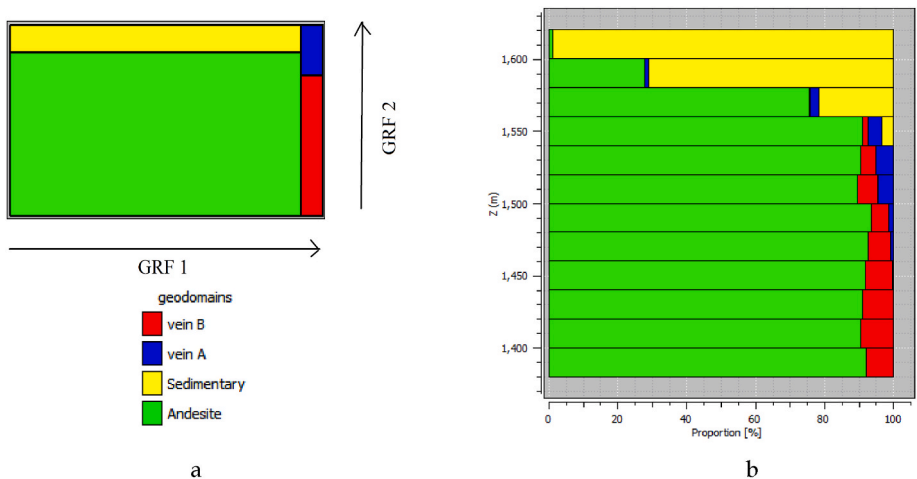 GRF 2
GRF 1
geodomains
vein B
vein A
Sedimentary
Andesite
a
1,600
1,550
1,500
1,450
1,400
Z (m)
0 20 40 60 80 100
Proportion [%]
b